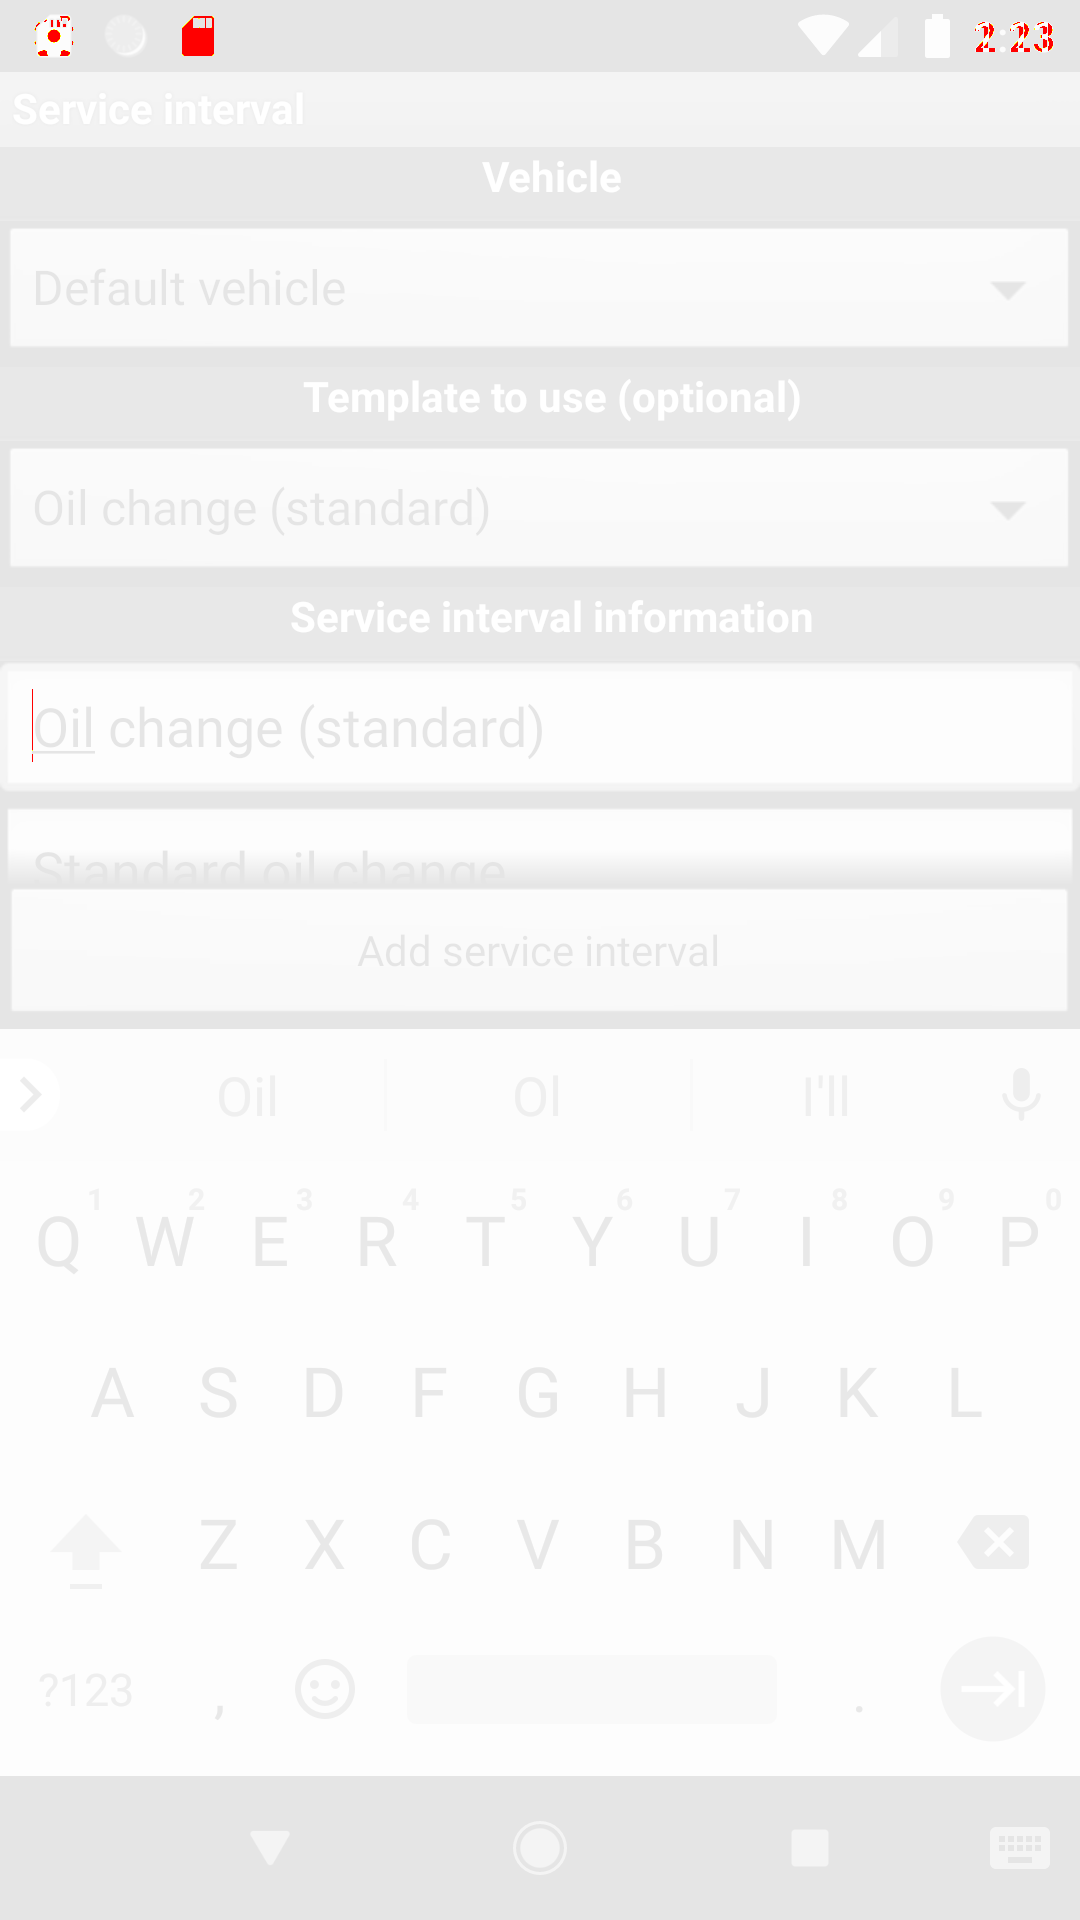 2:23
Service interval
Vehicle
Default vehicle
Template to use (optional)
Oil change (standard)
Service interval information
Oil change (standard)
Standard oil change
Add service interval
Oil Ol I'll
1 2 3 4 5 6 7 8 9 0
Q W E R T Y U I O P
A S D F G H J K L
Z X C V B N M
?123 , .